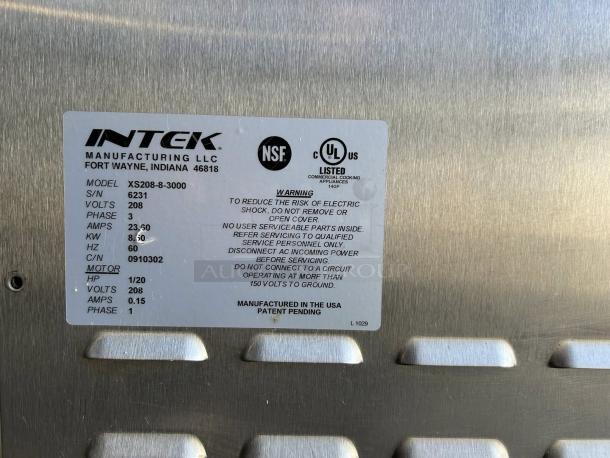 INTEK
MANUFACTURING LLC
FORT WAYNE, INDIANA 46818
NSF
C UL US
LISTED
COMMERCIAL COOKING
APPLIANCES
14GP
MODEL XS208-8-3000
S/N 6231
VOLTS 208
PHASE 3
AMPS 23.60
KW 8.50
HZ 60
C/N 0910302
MOTOR
HP 1/20
VOLTS 208
AMPS 0.15
PHASE 1
WARNING
TO REDUCE THE RISK OF ELECTRIC
SHOCK, DO NOT REMOVE OR
OPEN COVER.
NO USER SERVICEABLE PARTS INSIDE.
REFER SERVICING TO QUALIFIED
SERVICE PERSONNEL ONLY.
DISCONNECT AC INCOMING POWER
BEFORE SERVICING.
DO NOT CONNECT TO A CIRCUIT
OPERATING AT MORE THAN
150 VOLTS TO GROUND.
MANUFACTURED IN THE USA
PATENT PENDING
L 1029